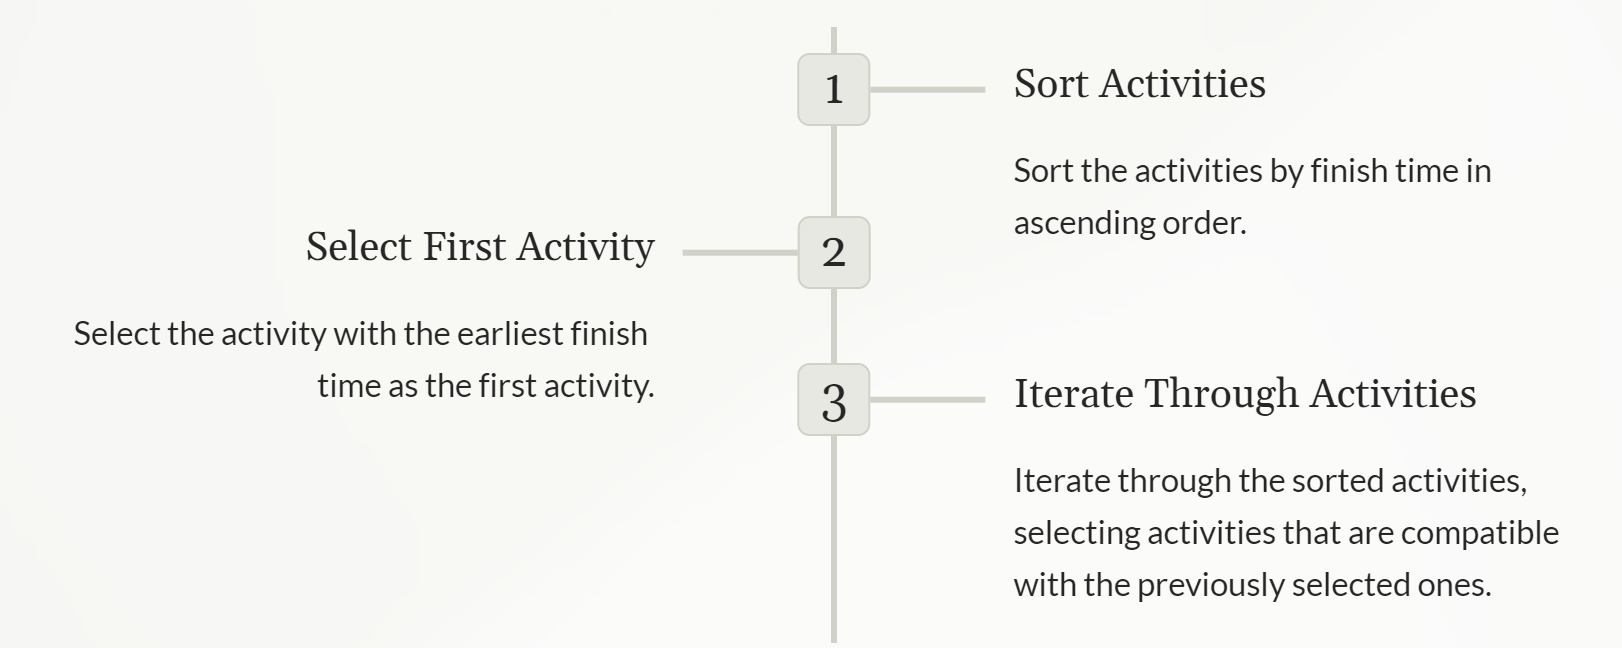 1
Sort Activities
Sort the activities by finish time in
ascending order.
2
Select First Activity
Select the activity with the earliest finish
time as the first activity.
3
Iterate Through Activities
Iterate through the sorted activities,
selecting activities that are compatible
with the previously selected ones.